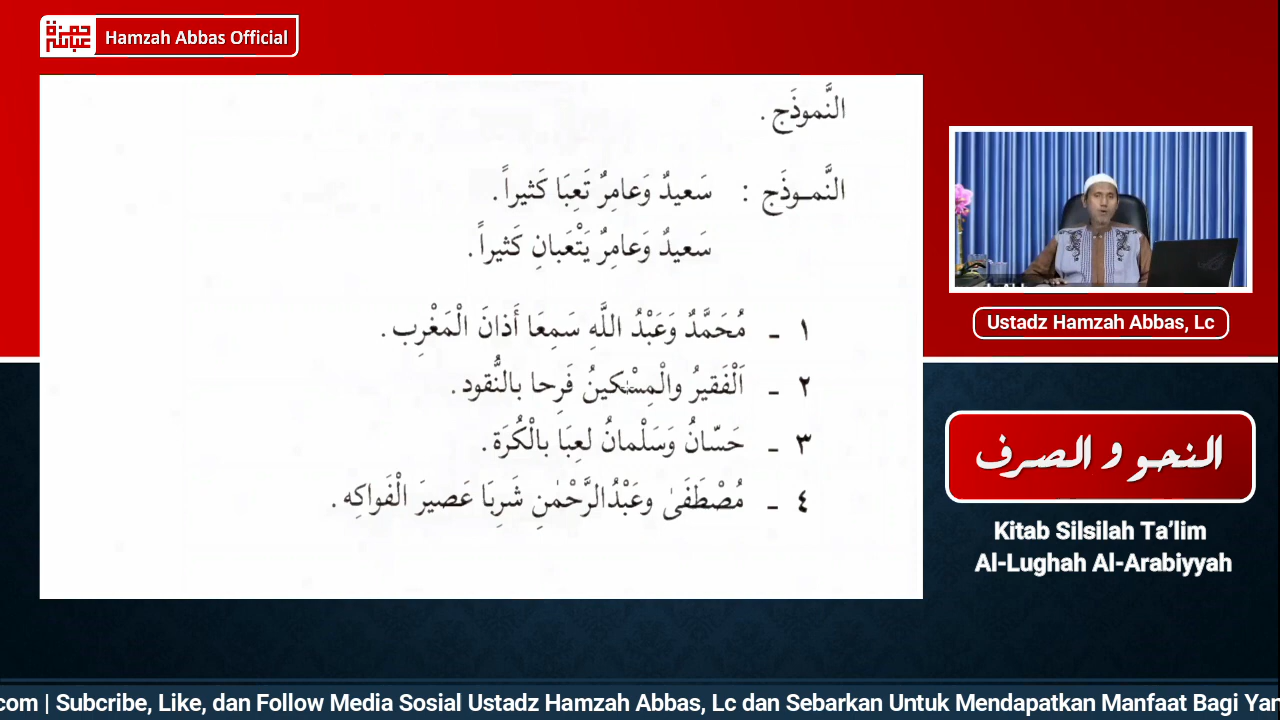 حمزة عباس
Hamzah Abbas Official
النَّموذَج .
النَّمـوذَج : سَعيدٌ وَعامِرٌ تَعِبَا كَثيراً .
سَعيدٌ وَعامِرٌ يَتْعَبانِ كَثيراً .
١ ـ مُحَمَّدٌ وَعَبْدُ اللَّهِ سَمِعَا أَذانَ الْمَغْرِب .
٢ ـ اَلْفَقيرُ والْمِسْكينُ فَرِحا بالنُّقود .
٣ ـ حَسّانُ وَسَلْمانُ لعِبَا بالْكُرَة .
٤ ـ مُصْطَفَىٰ وعَبْدُالرَّحْمٰنِ شَرِبَا عَصيرَ الْفَواكِه .
Ustadz Hamzah Abbas, Lc
النحو و الصرف
Kitab Silsilah Ta’lim
Al-Lughah Al-Arabiyyah
com | Subcribe, Like, dan Follow Media Sosial Ustadz Hamzah Abbas, Lc dan Sebarkan Untuk Mendapatkan Manfaat Bagi